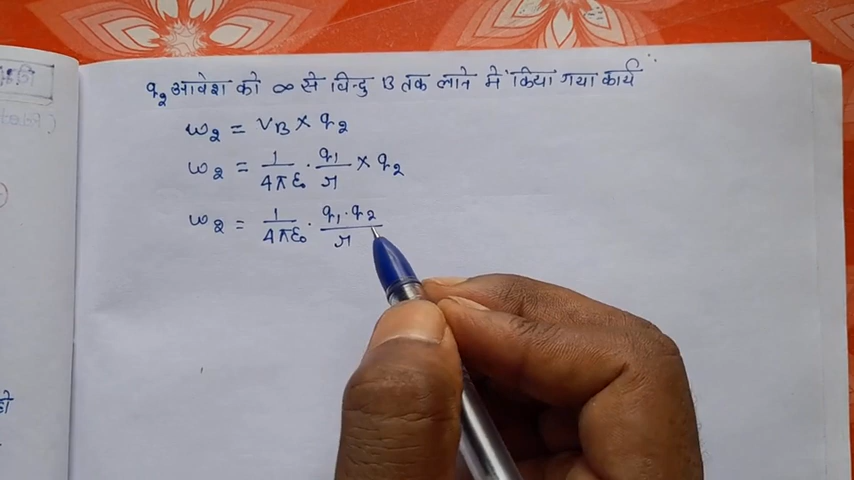 q₂ आवेश को ∞ से बिन्दु B तक लाने मे किया गया कार्य
W₂ = V_B × q₂
W₂ = 1/4πε₀ · q₁/r × q₂
W₂ = 1/4πε₀ · q₁·q₂/r